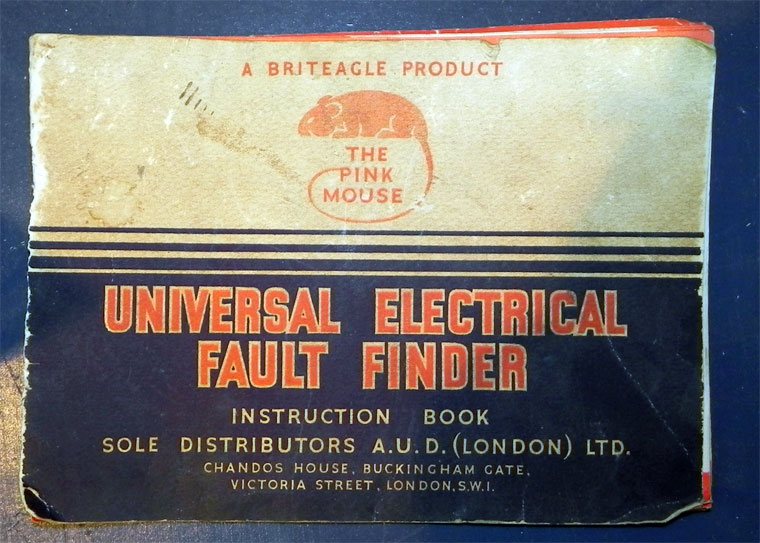 A BRITEAGLE PRODUCT
THE
PINK
MOUSE
UNIVERSAL ELECTRICAL
FAULT FINDER
INSTRUCTION BOOK
SOLE DISTRIBUTORS A.U.D. (LONDON) LTD.
CHANDOS HOUSE, BUCKINGHAM GATE,
VICTORIA STREET, LONDON, S.W.1.